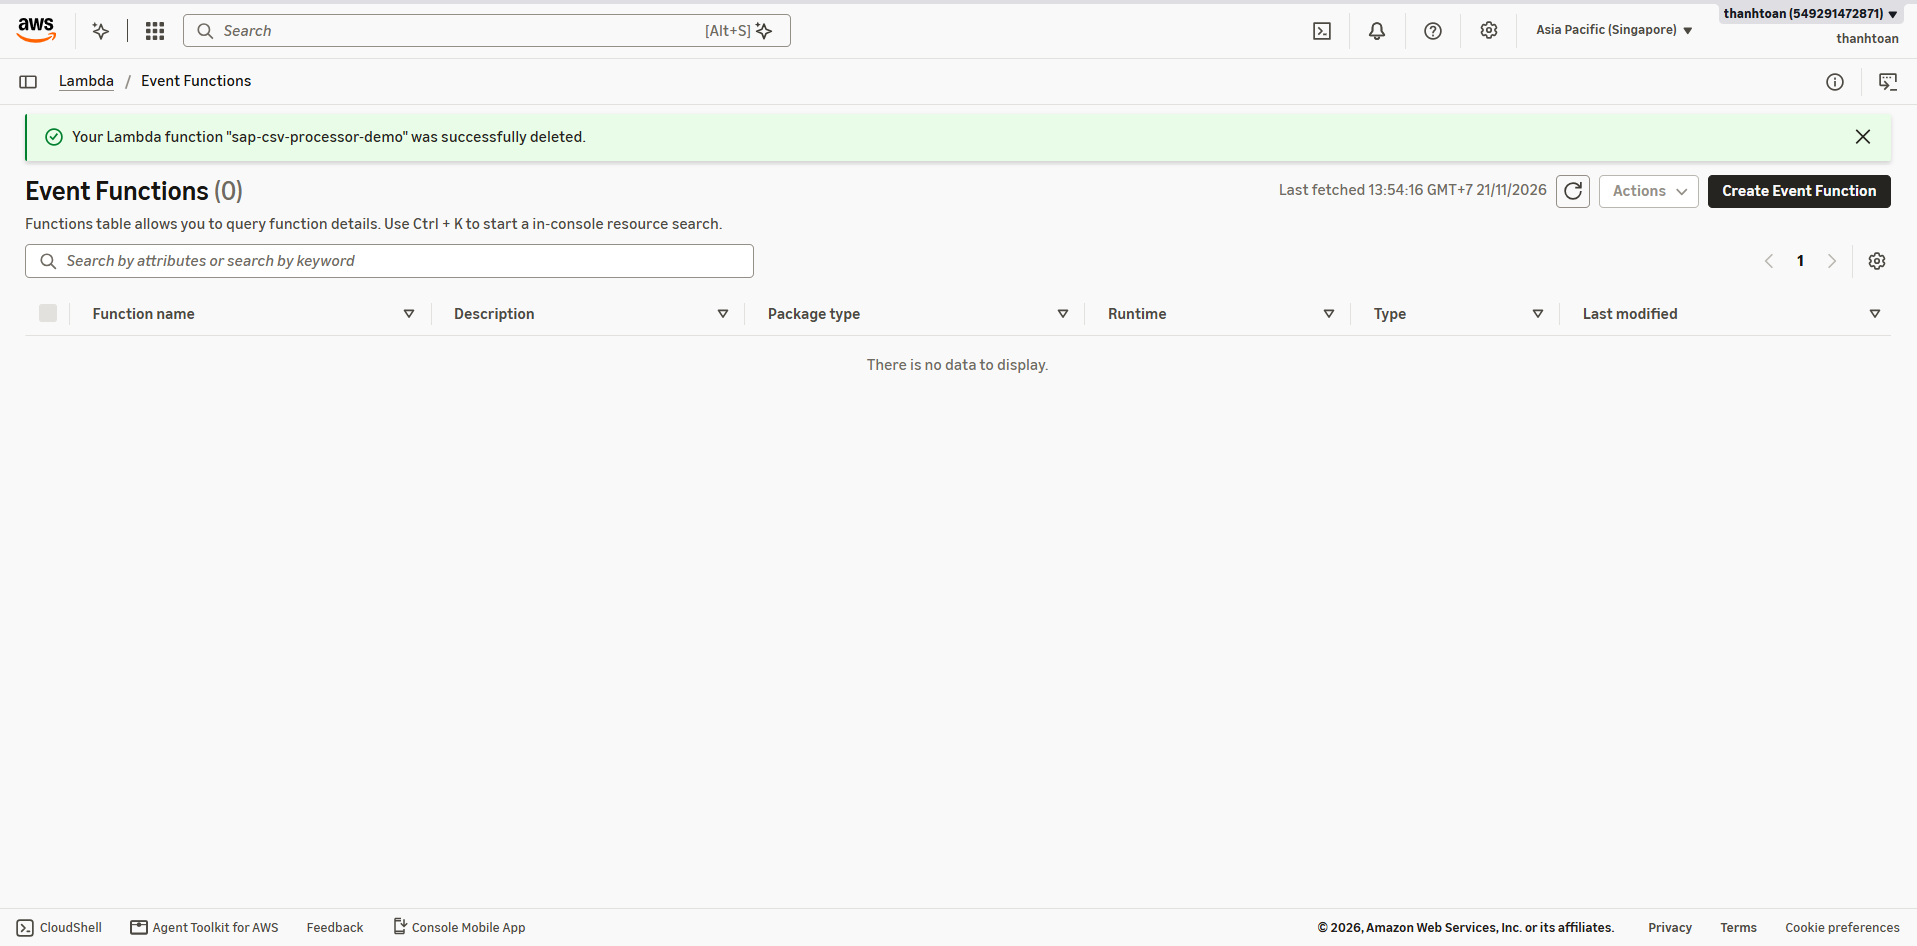 aws
Search [Alt+S]
Asia Pacific (Singapore)
thanhtoan (549291472871)
thanhtoan
Lambda / Event Functions
Your Lambda function "sap-csv-processor-demo" was successfully deleted.
Event Functions (0)
Last fetched 13:54:16 GMT+7 21/11/2026
Actions
Create Event Function
Functions table allows you to query function details. Use Ctrl + K to start a in-console resource search.
Search by attributes or search by keyword
1
Function name Description Package type Runtime Type Last modified
There is no data to display.
CloudShell Agent Toolkit for AWS Feedback Console Mobile App © 2026, Amazon Web Services, Inc. or its affiliates. Privacy Terms Cookie preferences